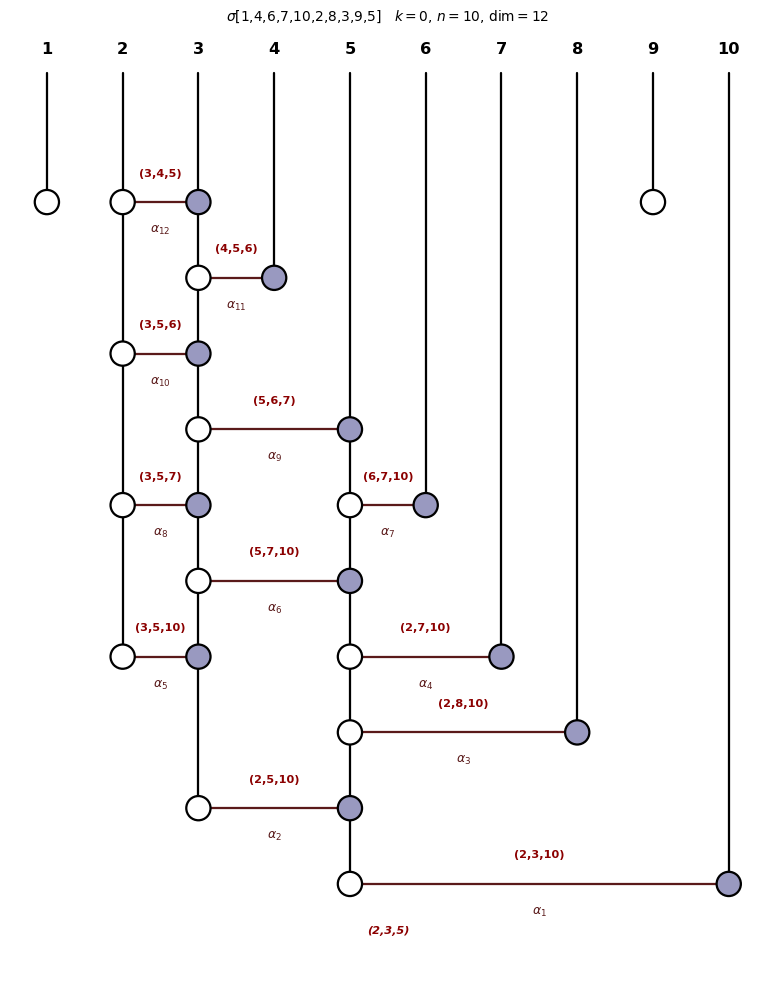 σ[1,4,6,7,10,2,8,3,9,5]   k=0, n=10, dim=12
1 2 3 4 5 6 7 8 9 10
(3,4,5)
α12
(4,5,6)
α11
(3,5,6)
α10
(5,6,7)
α9
(3,5,7) (6,7,10)
α8 α7
(5,7,10)
α6
(3,5,10) (2,7,10)
α5 α4
(2,8,10)
α3
(2,5,10)
α2
(2,3,10)
α1
(2,3,5)